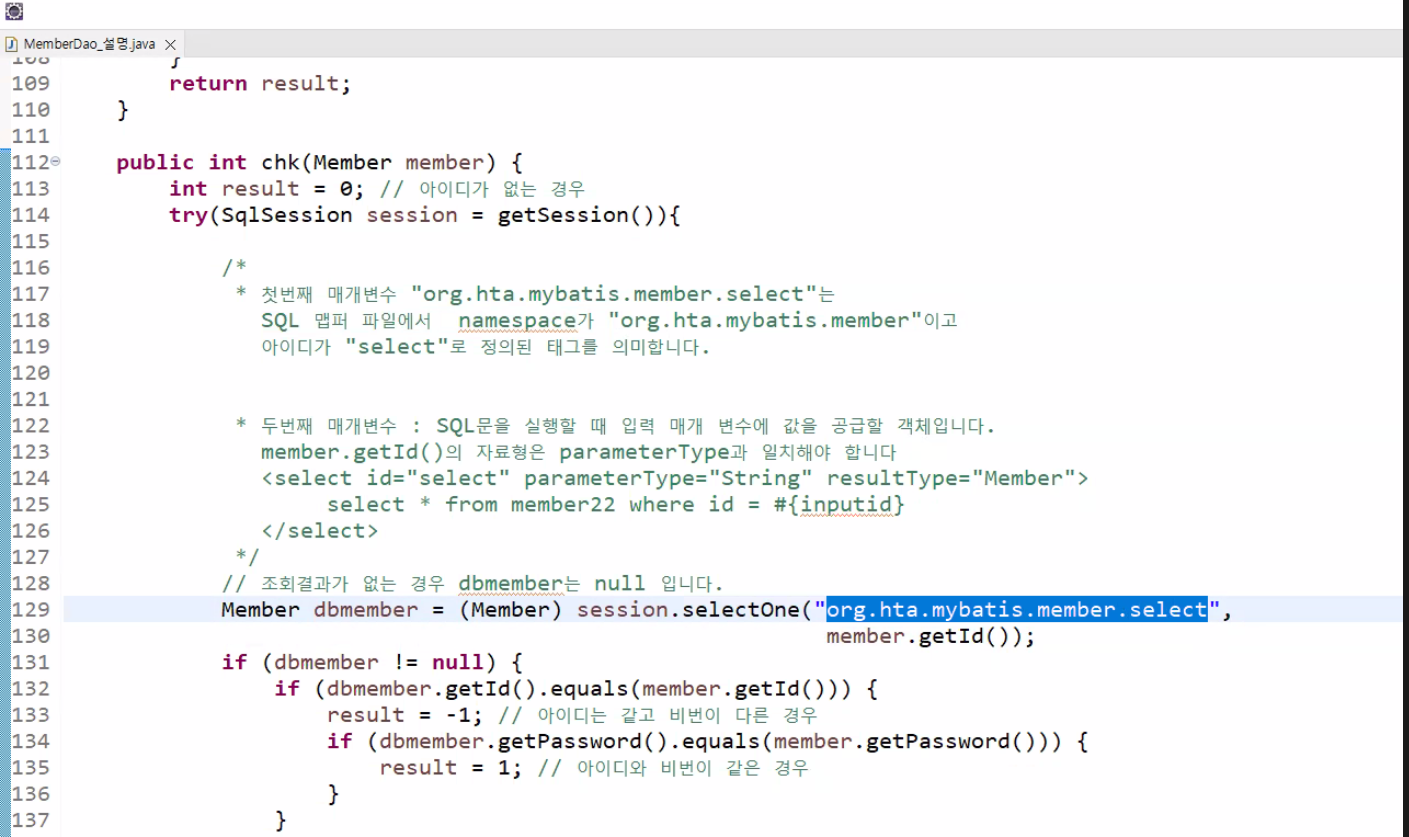 MemberDao_설명.java
108 }
109 return result;
110 }
111
112 public int chk(Member member) {
113 int result = 0; // 아이디가 없는 경우
114 try(SqlSession session = getSession()){
115
116 /*
117 * 첫번째 매개변수 "org.hta.mybatis.member.select"는
118 SQL 맵퍼 파일에서 namespace가 "org.hta.mybatis.member"이고
119 아이디가 "select"로 정의된 태그를 의미합니다.
120
121
122 * 두번째 매개변수 : SQL문을 실행할 때 입력 매개 변수에 값을 공급할 객체입니다.
123 member.getId()의 자료형은 parameterType과 일치해야 합니다
124 <select id="select" parameterType="String" resultType="Member">
125 select * from member22 where id = #{inputid}
126 </select>
127 */
128 // 조회결과가 없는 경우 dbmember는 null 입니다.
129 Member dbmember = (Member) session.selectOne("org.hta.mybatis.member.select",
130 member.getId());
131 if (dbmember != null) {
132 if (dbmember.getId().equals(member.getId())) {
133 result = -1; // 아이디는 같고 비번이 다른 경우
134 if (dbmember.getPassword().equals(member.getPassword())) {
135 result = 1; // 아이디와 비번이 같은 경우
136 }
137 }